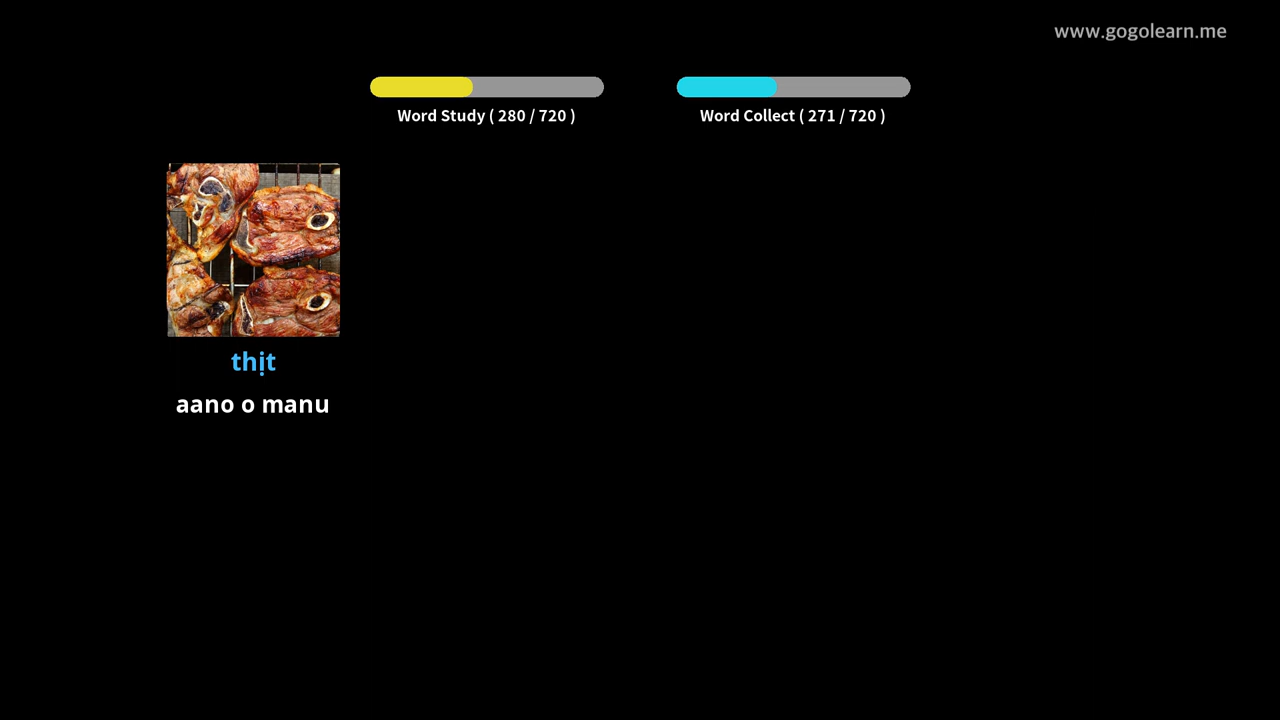 www.gogolearn.me
Word Study ( 280 / 720 )
Word Collect ( 271 / 720 )
thịt
aano o manu